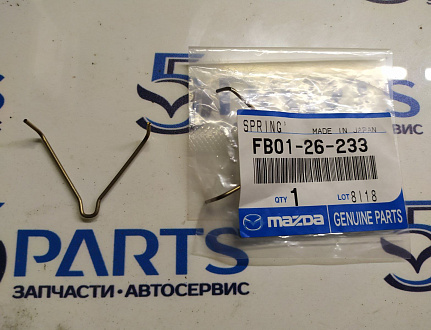 SPRING
MADE IN JAPAN
FB01-26-233
QTY 1 LOT 8118
mazda GENUINE PARTS
5
PARTS
ЗАПЧАСТИ·АВТОСЕРВИС